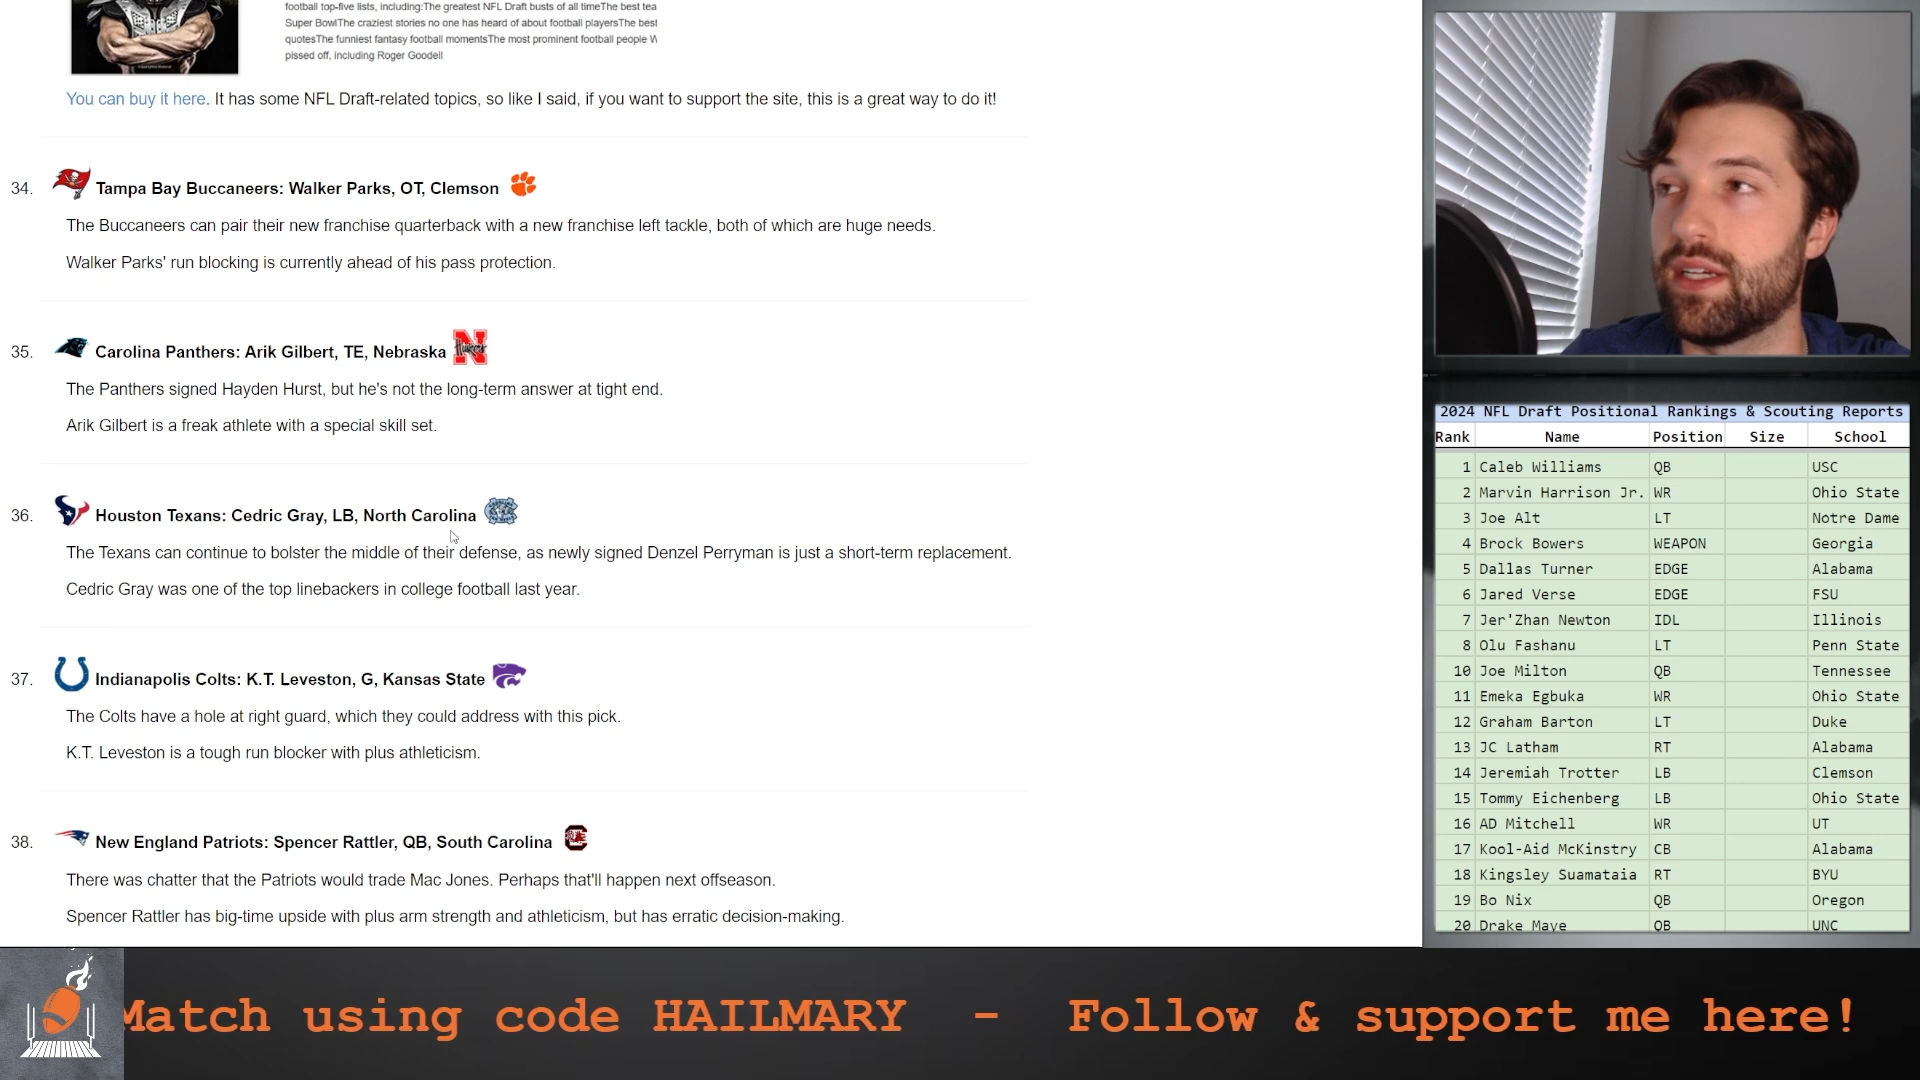 football top-five lists, including:The greatest NFL Draft busts of all timeThe best tea
Super BowlThe craziest stories no one has heard of about football playersThe best
quotesThe funniest fantasy football momentsThe most prominent football people W
pissed off, including Roger Goodell
You can buy it here. It has some NFL Draft-related topics, so like I said, if you want to support the site, this is a great way to do it!
34. Tampa Bay Buccaneers: Walker Parks, OT, Clemson
The Buccaneers can pair their new franchise quarterback with a new franchise left tackle, both of which are huge needs.
Walker Parks' run blocking is currently ahead of his pass protection.
35. Carolina Panthers: Arik Gilbert, TE, Nebraska
The Panthers signed Hayden Hurst, but he's not the long-term answer at tight end.
Arik Gilbert is a freak athlete with a special skill set.
36. Houston Texans: Cedric Gray, LB, North Carolina
The Texans can continue to bolster the middle of their defense, as newly signed Denzel Perryman is just a short-term replacement.
Cedric Gray was one of the top linebackers in college football last year.
37. Indianapolis Colts: K.T. Leveston, G, Kansas State
The Colts have a hole at right guard, which they could address with this pick.
K.T. Leveston is a tough run blocker with plus athleticism.
38. New England Patriots: Spencer Rattler, QB, South Carolina
There was chatter that the Patriots would trade Mac Jones. Perhaps that'll happen next offseason.
Spencer Rattler has big-time upside with plus arm strength and athleticism, but has erratic decision-making.
2024 NFL Draft Positional Rankings & Scouting Reports
Rank Name Position Size School
1 Caleb Williams QB USC
2 Marvin Harrison Jr. WR Ohio State
3 Joe Alt LT Notre Dame
4 Brock Bowers WEAPON Georgia
5 Dallas Turner EDGE Alabama
6 Jared Verse EDGE FSU
7 Jer'Zhan Newton IDL Illinois
8 Olu Fashanu LT Penn State
10 Joe Milton QB Tennessee
11 Emeka Egbuka WR Ohio State
12 Graham Barton LT Duke
13 JC Latham RT Alabama
14 Jeremiah Trotter LB Clemson
15 Tommy Eichenberg LB Ohio State
16 AD Mitchell WR UT
17 Kool-Aid McKinstry CB Alabama
18 Kingsley Suamataia RT BYU
19 Bo Nix QB Oregon
20 Drake Maye QB UNC
Match using code HAILMARY - Follow & support me here!